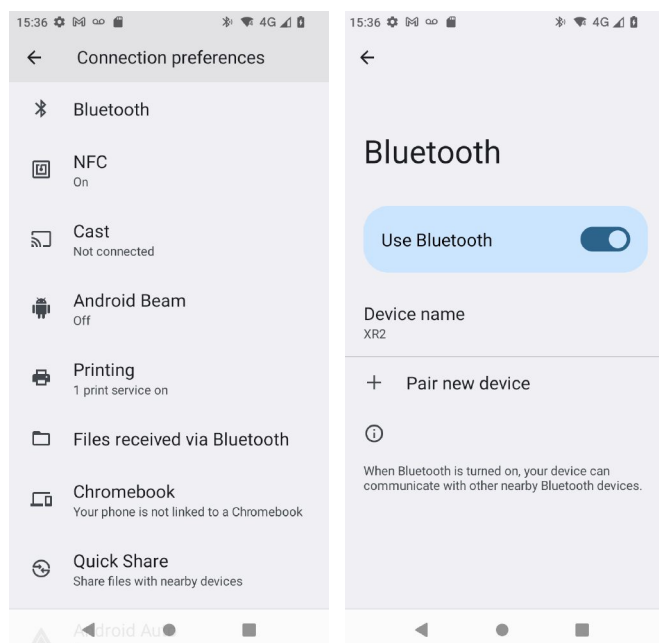 15:36
4G
Connection preferences
Bluetooth
NFC
On
Cast
Not connected
Android Beam
Off
Printing
1 print service on
Files received via Bluetooth
Chromebook
Your phone is not linked to a Chromebook
Quick Share
Share files with nearby devices
15:36
4G
Bluetooth
Use Bluetooth
Device name
XR2
Pair new device
When Bluetooth is turned on, your device can
communicate with other nearby Bluetooth devices.